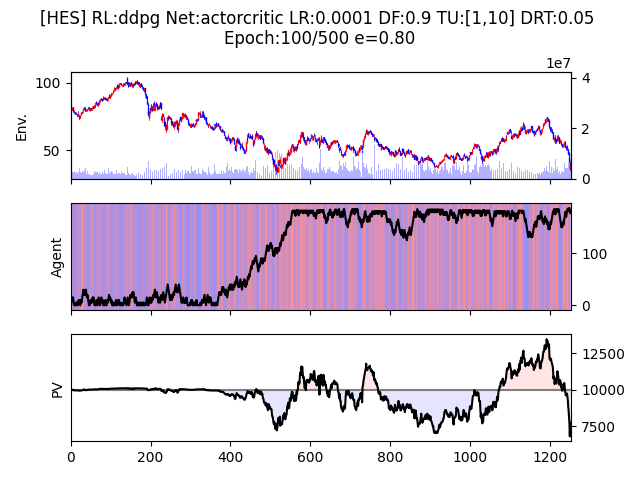 [HES] RL:ddpg Net:actorcritic LR:0.0001 DF:0.9 TU:[1,10] DRT:0.05
Epoch:100/500 e=0.80
1e7
100
50
Env.
4
2
0
Agent
100
0
PV
12500
10000
7500
0 200 400 600 800 1000 1200